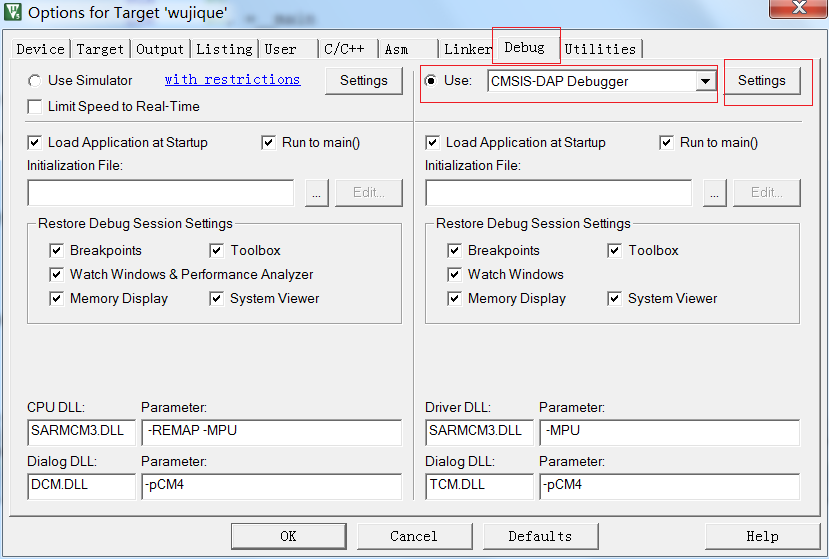 Options for Target 'wujique'
Device Target Output Listing User C/C++ Asm Linker Debug Utilities
Use Simulator with restrictions Settings
Limit Speed to Real-Time
Use: CMSIS-DAP Debugger Settings
Load Application at Startup Run to main()
Initialization File:
... Edit...
Restore Debug Session Settings
Breakpoints Toolbox
Watch Windows & Performance Analyzer
Memory Display System Viewer
Load Application at Startup Run to main()
Initialization File:
... Edit...
Restore Debug Session Settings
Breakpoints Toolbox
Watch Windows
Memory Display System Viewer
CPU DLL: Parameter:
SARMCM3.DLL -REMAP -MPU
Dialog DLL: Parameter:
DCM.DLL -pCM4
Driver DLL: Parameter:
SARMCM3.DLL -MPU
Dialog DLL: Parameter:
TCM.DLL -pCM4
OK Cancel Defaults Help